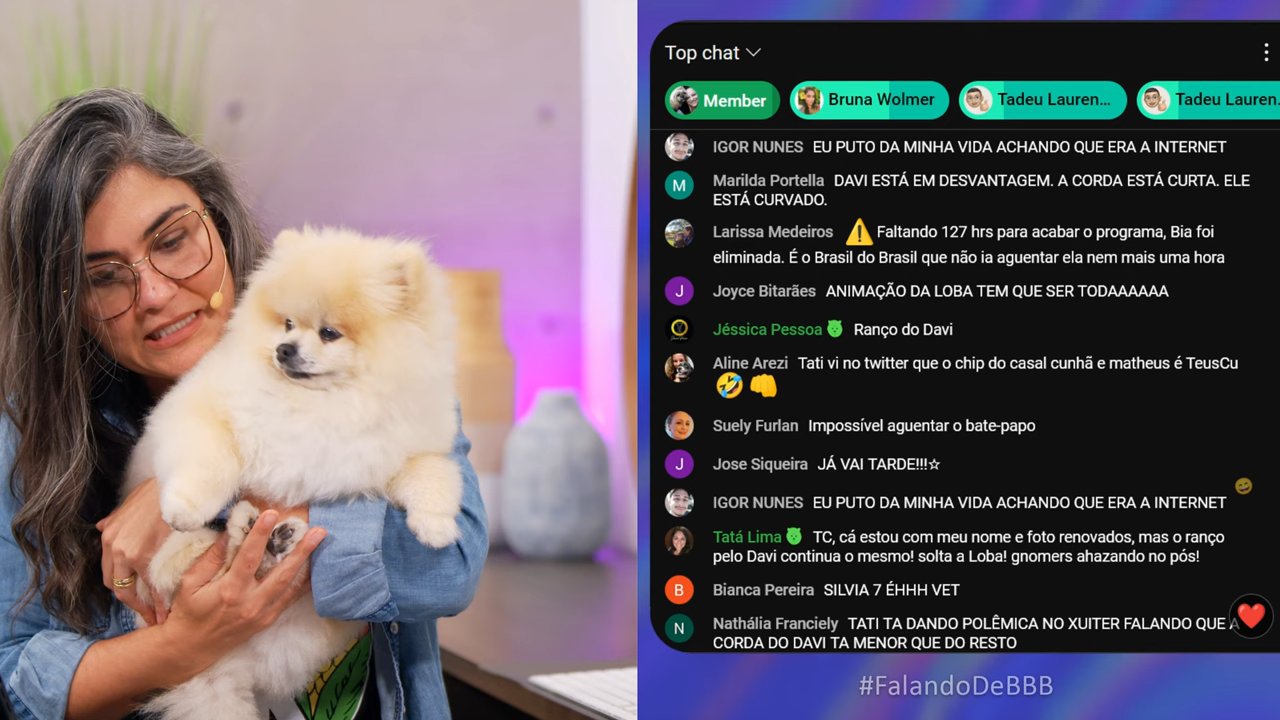 Top chat
Member
Bruna Wolmer
Tadeu Lauren...
Tadeu Lauren.
IGOR NUNES EU PUTO DA MINHA VIDA ACHANDO QUE ERA A INTERNET
M
Marilda Portella DAVI ESTÁ EM DESVANTAGEM. A CORDA ESTÁ CURTA. ELE
ESTÁ CURVADO.
Larissa Medeiros ⚠️ Faltando 127 hrs para acabar o programa, Bia foi
eliminada. É o Brasil do Brasil que não ia aguentar ela nem mais uma hora
J
Joyce Bitarães ANIMAÇÃO DA LOBA TEM QUE SER TODAAAAAA
Jéssica Pessoa Ranço do Davi
Aline Arezi Tati vi no twitter que o chip do casal cunhã e matheus é TeusCu
🤣 👊
Suely Furlan Impossível aguentar o bate-papo
J
Jose Siqueira JÁ VAI TARDE!!!☆
IGOR NUNES EU PUTO DA MINHA VIDA ACHANDO QUE ERA A INTERNET
Tatá Lima TC, cá estou com meu nome e foto renovados, mas o ranço
pelo Davi continua o mesmo! solta a Loba! gnomers ahazando no pós!
B
Bianca Pereira SILVIA 7 ÉHHH VET
N
Nathália Franciely TATI TA DANDO POLÊMICA NO XUITER FALANDO QUE A
CORDA DO DAVI TA MENOR QUE DO RESTO
#FalandoDeBBB